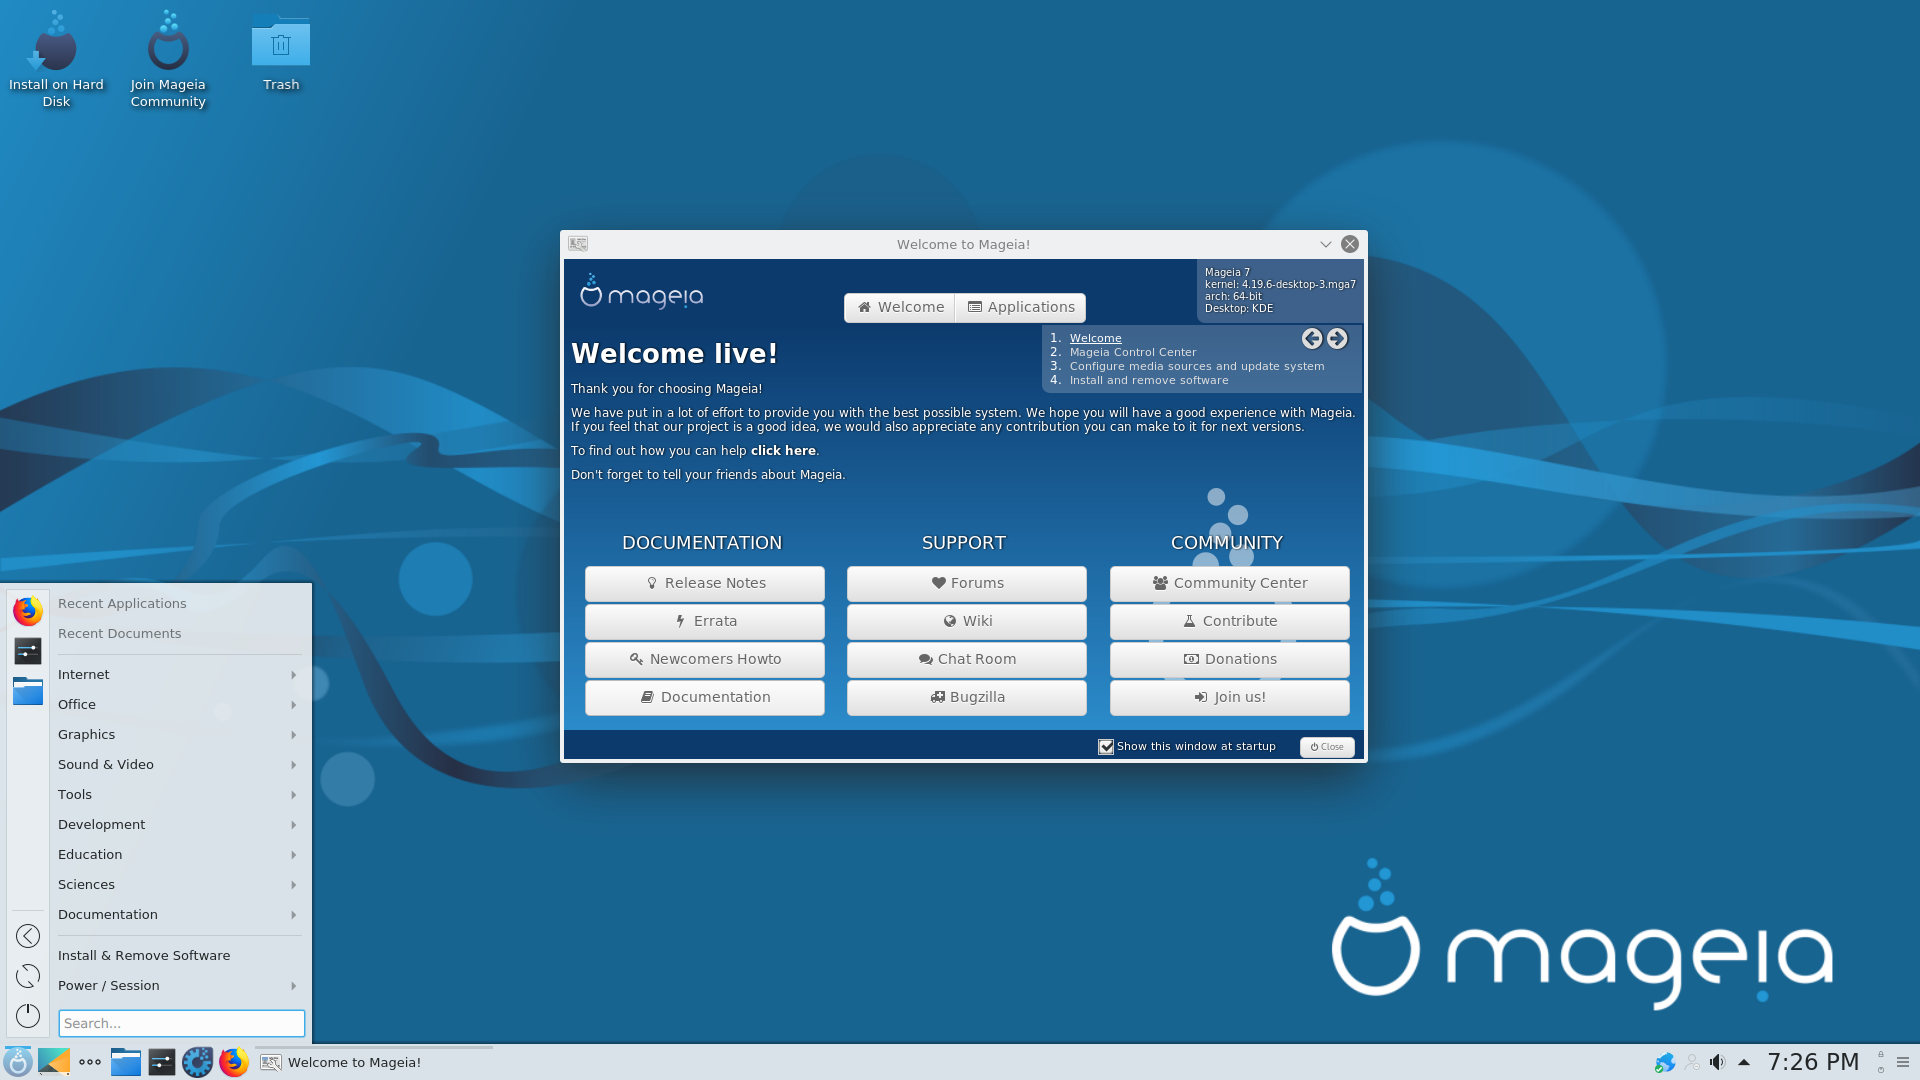 Install on Hard
Disk
Join Mageia
Community
Trash
Welcome to Mageia!
mageia
Welcome
Applications
Mageia 7
kernel: 4.19.6-desktop-3.mga7
arch: 64-bit
Desktop: KDE
1. Welcome
2. Mageia Control Center
3. Configure media sources and update system
4. Install and remove software
Welcome live!
Thank you for choosing Mageia!
We have put in a lot of effort to provide you with the best possible system. We hope you will have a good experience with Mageia.
If you feel that our project is a good idea, we would also appreciate any contribution you can make to it for next versions.
To find out how you can help click here.
Don't forget to tell your friends about Mageia.
DOCUMENTATION
Release Notes
Errata
Newcomers Howto
Documentation
SUPPORT
Forums
Wiki
Chat Room
Bugzilla
COMMUNITY
Community Center
Contribute
Donations
Join us!
Show this window at startup
Close
Recent Applications
Recent Documents
Internet
Office
Graphics
Sound & Video
Tools
Development
Education
Sciences
Documentation
Install & Remove Software
Power / Session
Search...
mageia
Welcome to Mageia!
7:26 PM